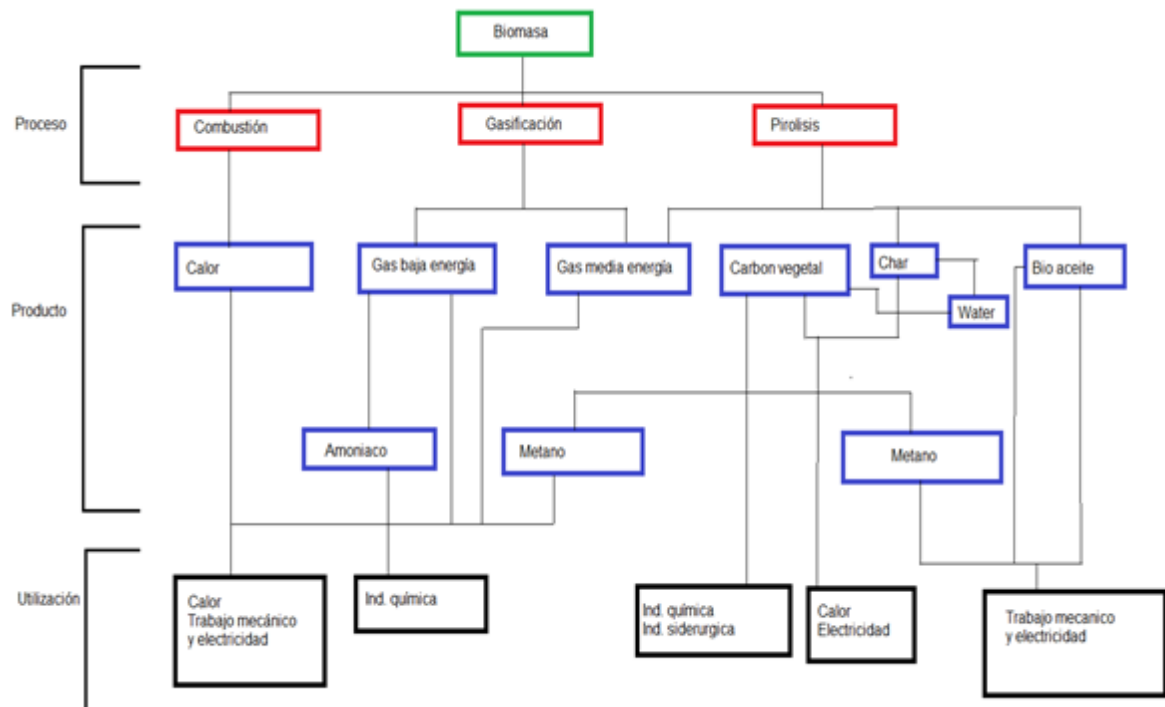 Biomasa
Proceso
Combustión
Gasificación
Pirolisis
Producto
Calor
Gas baja energía
Gas media energía
Carbon vegetal
Char
Water
Bio aceite
Amoniaco
Metano
Metano
Utilización
Calor
Trabajo mecánico
y electricidad
Ind. química
Ind. química
Ind. siderurgica
Calor
Electricidad
Trabajo mecanico
y electricidad